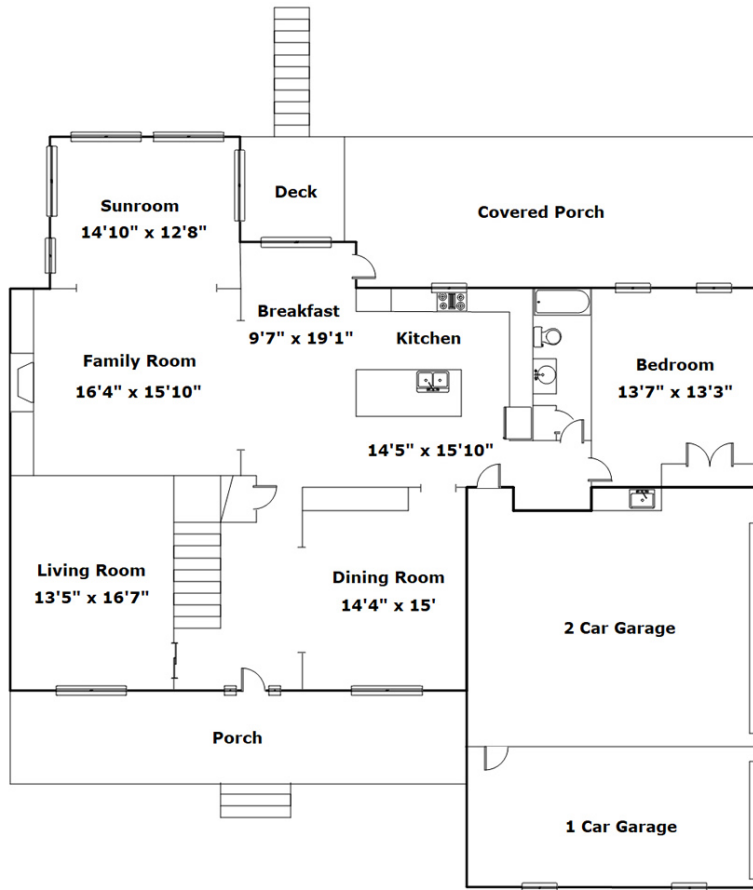 Sunroom
14'10" x 12'8"
Deck
Covered Porch
Breakfast
9'7" x 19'1"
Kitchen
Family Room
16'4" x 15'10"
Bedroom
13'7" x 13'3"
14'5" x 15'10"
Living Room
13'5" x 16'7"
Dining Room
14'4" x 15'
2 Car Garage
Porch
1 Car Garage